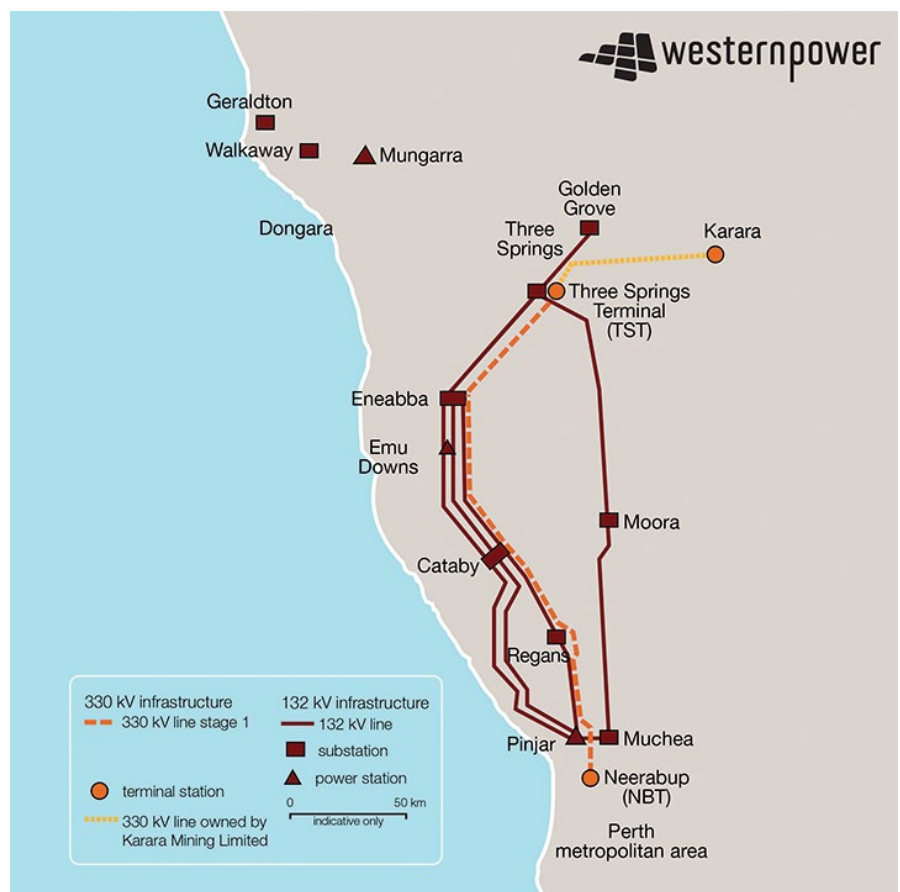 westernpower
Geraldton
Walkaway
Mungarra
Golden
Grove
Dongara
Three
Springs
Karara
Three Springs
Terminal
(TST)
Eneabba
Emu
Downs
Moora
Cataby
Regans
330 kV infrastructure
330 kV line stage 1
terminal station
330 kV line owned by
Karara Mining Limited
132 kV infrastructure
132 kV line
substation
power station
0 50 km
indicative only
Pinjar
Muchea
Neerabup
(NBT)
Perth
metropolitan area